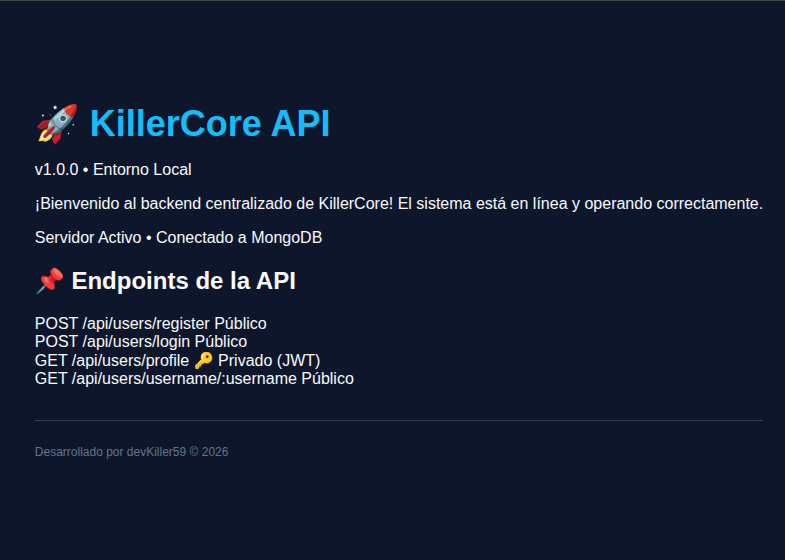 🚀 KillerCore API
v1.0.0 • Entorno Local
¡Bienvenido al backend centralizado de KillerCore! El sistema está en línea y operando correctamente.
Servidor Activo • Conectado a MongoDB
📌 Endpoints de la API
POST /api/users/register Público
POST /api/users/login Público
GET /api/users/profile 🔑 Privado (JWT)
GET /api/users/username/:username Público
Desarrollado por devKiller59 © 2026